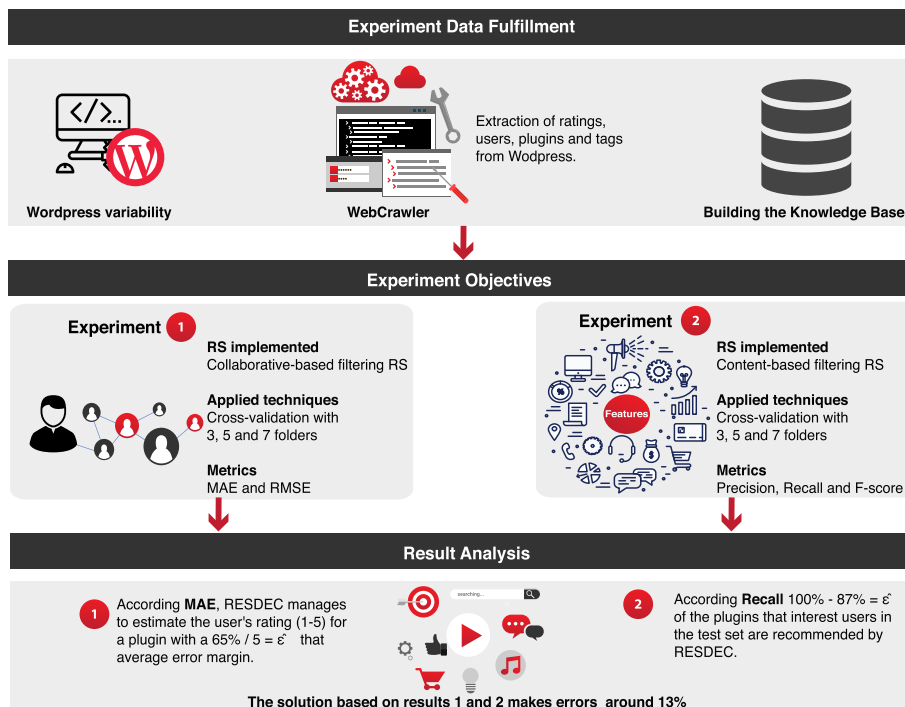 Experiment Data Fulfillment
</>...
W
Extraction of ratings,
users, plugins and tags
from Wodpress.
Wordpress variability
WebCrawler
Building the Knowledge Base
Experiment Objectives
Experiment 1
RS implemented
Collaborative-based filtering RS
Applied techniques
Cross-validation with
3, 5 and 7 folders
Metrics
MAE and RMSE
Experiment 2
Features
RS implemented
Content-based filtering RS
Applied techniques
Cross-validation with
3, 5 and 7 folders
Metrics
Precision, Recall and F-score
Result Analysis
1
According MAE, RESDEC manages
to estimate the user's rating (1-5) for
a plugin with a 65% / 5 = ε̂ that
average error margin.
searching...
2
According Recall 100% - 87% = ε̂
of the plugins that interest users in
the test set are recommended by
RESDEC.
The solution based on results 1 and 2 makes errors around 13%